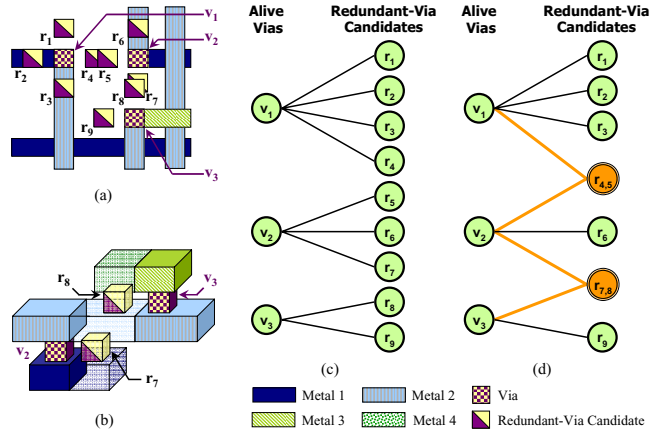 r1
r2
r4
r5
r3
r6
r8
r7
r9
v1
v2
v3
(a)
r8
v3
v2
r7
(b)
Alive
Vias
Redundant-Via
Candidates
v1
v2
v3
r1
r2
r3
r4
r5
r6
r7
r8
r9
(c)
Alive
Vias
Redundant-Via
Candidates
v1
v2
v3
r1
r2
r3
r4,5
r6
r7,8
r9
(d)
Metal 1
Metal 2
Via
Metal 3
Metal 4
Redundant-Via Candidate